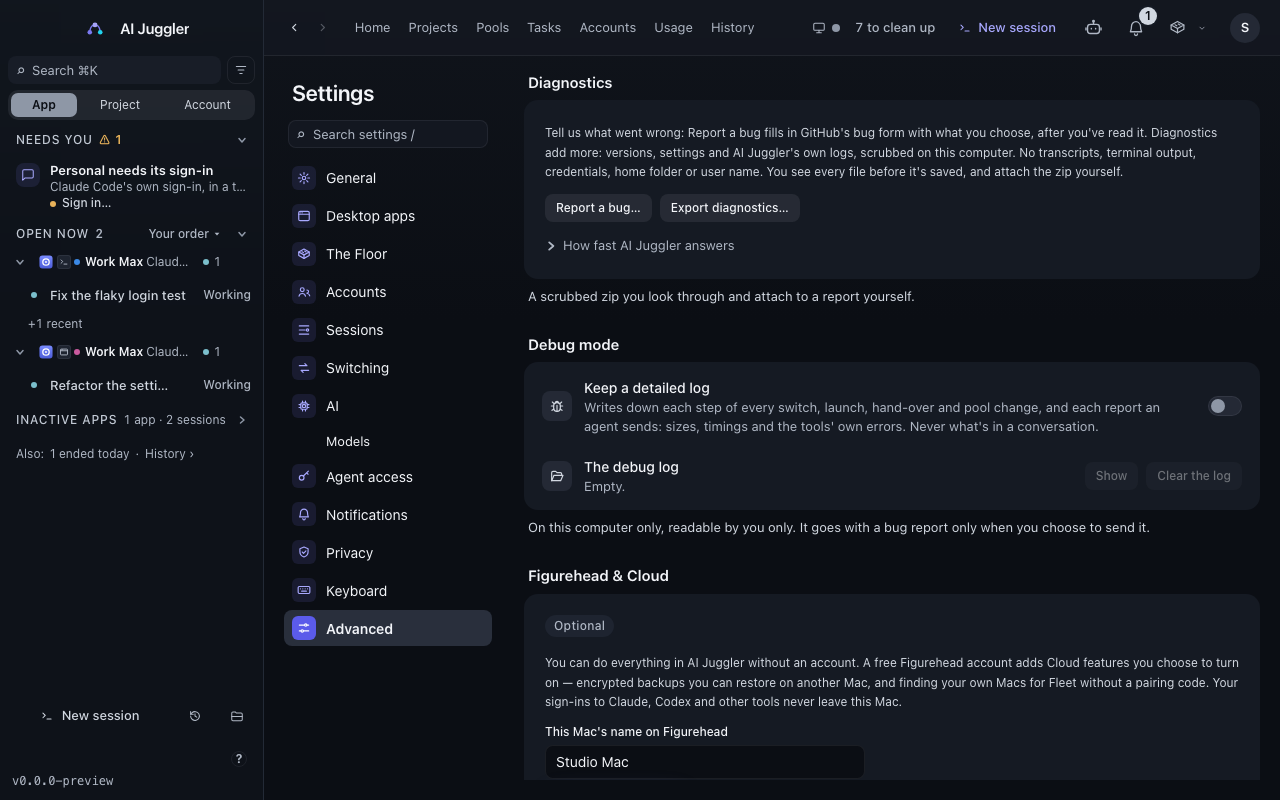 AI Juggler
Search ⌘K
App
Project
Account
NEEDS YOU 1
Personal needs its sign-in
Claude Code's own sign-in, in a t...
Sign in...
OPEN NOW 2
Your order
Work Max Claud...
1
Fix the flaky login test
Working
+1 recent
Work Max Claud...
1
Refactor the setti...
Working
INACTIVE APPS 1 app · 2 sessions
Also: 1 ended today · History ›
New session
?
v0.0.0-preview
Home
Projects
Pools
Tasks
Accounts
Usage
History
7 to clean up
New session
1
S
Settings
Search settings /
General
Desktop apps
The Floor
Accounts
Sessions
Switching
AI
Models
Agent access
Notifications
Privacy
Keyboard
Advanced
Diagnostics
Tell us what went wrong: Report a bug fills in GitHub's bug form with what you choose, after you've read it. Diagnostics
add more: versions, settings and AI Juggler's own logs, scrubbed on this computer. No transcripts, terminal output,
credentials, home folder or user name. You see every file before it's saved, and attach the zip yourself.
Report a bug...
Export diagnostics...
How fast AI Juggler answers
A scrubbed zip you look through and attach to a report yourself.
Debug mode
Keep a detailed log
Writes down each step of every switch, launch, hand-over and pool change, and each report an
agent sends: sizes, timings and the tools' own errors. Never what's in a conversation.
The debug log
Empty.
Show
Clear the log
On this computer only, readable by you only. It goes with a bug report only when you choose to send it.
Figurehead & Cloud
Optional
You can do everything in AI Juggler without an account. A free Figurehead account adds Cloud features you choose to turn
on — encrypted backups you can restore on another Mac, and finding your own Macs for Fleet without a pairing code. Your
sign-ins to Claude, Codex and other tools never leave this Mac.
This Mac's name on Figurehead
Studio Mac